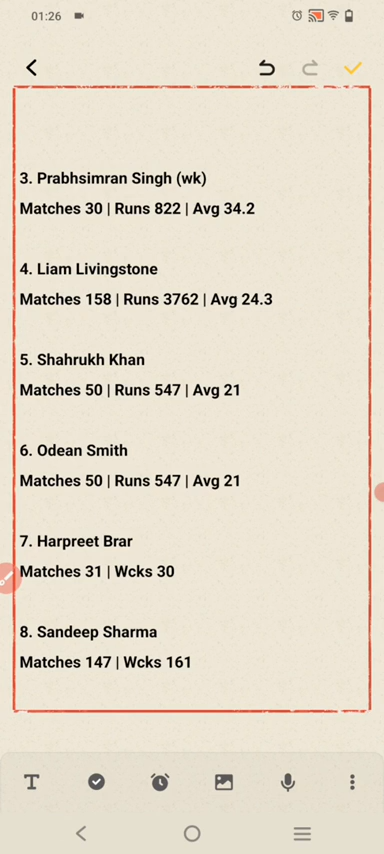 01:26
3. Prabhsimran Singh (wk)
Matches 30 | Runs 822 | Avg 34.2
4. Liam Livingstone
Matches 158 | Runs 3762 | Avg 24.3
5. Shahrukh Khan
Matches 50 | Runs 547 | Avg 21
6. Odean Smith
Matches 50 | Runs 547 | Avg 21
7. Harpreet Brar
Matches 31 | Wcks 30
8. Sandeep Sharma
Matches 147 | Wcks 161